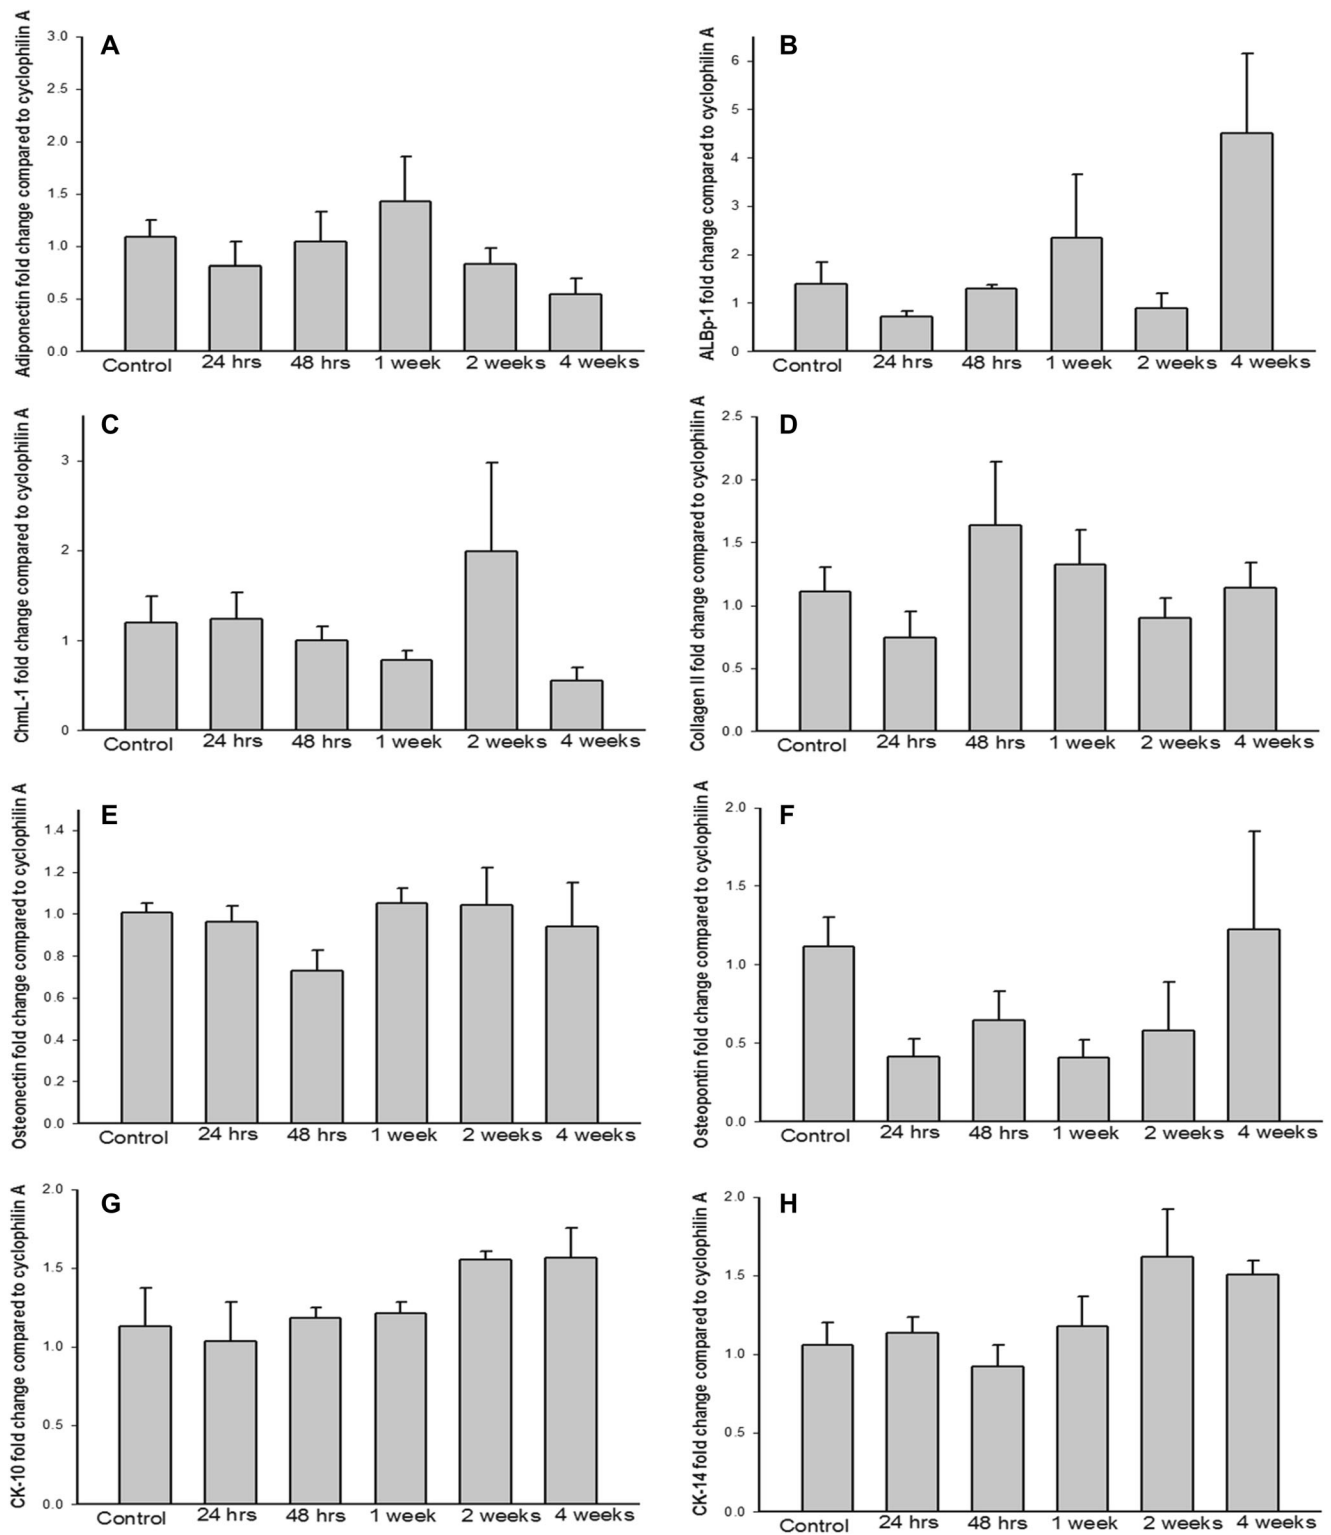 A
Adiponectin fold change compared to cyclophilin A
3.0
2.5
2.0
1.5
1.0
0.5
0.0
Control 24 hrs 48 hrs 1 week 2 weeks 4 weeks
B
ALBp-1 fold change compared to cyclophilin A
6
5
4
3
2
1
0
Control 24 hrs 48 hrs 1 week 2 weeks 4 weeks
C
ChmL-1 fold change compared to cyclophilin A
3
2
1
0
Control 24 hrs 48 hrs 1 week 2 weeks 4 weeks
D
Collagen II fold change compared to cyclophilin A
2.5
2.0
1.5
1.0
0.5
0.0
Control 24 hrs 48 hrs 1 week 2 weeks 4 weeks
E
Osteonectin fold change compared to cyclophilin A
1.4
1.2
1.0
0.8
0.6
0.4
0.2
0.0
Control 24 hrs 48 hrs 1 week 2 weeks 4 weeks
F
Osteopontin fold change compared to cyclophilin A
2.0
1.5
1.0
0.5
0.0
Control 24 hrs 48 hrs 1 week 2 weeks 4 weeks
G
CK-10 fold change compared to cyclophilin A
2.0
1.5
1.0
0.5
0.0
Control 24 hrs 48 hrs 1 week 2 weeks 4 weeks
H
CK-14 fold change compared to cyclophilin A
2.0
1.5
1.0
0.5
0.0
Control 24 hrs 48 hrs 1 week 2 weeks 4 weeks